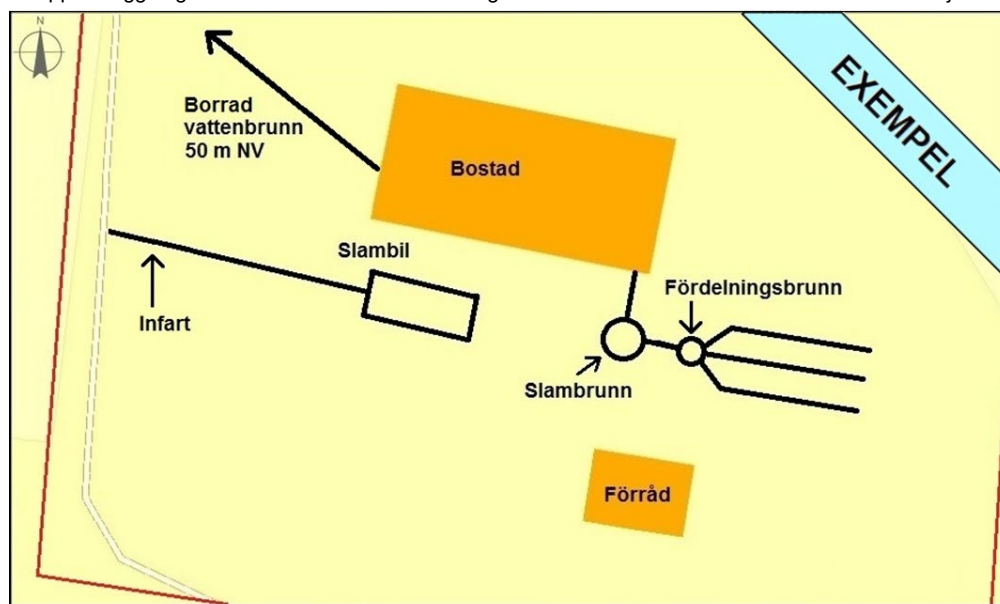 N
EXEMPEL
Borrad
vattenbrunn
50 m NV
Bostad
Slambil
Fördelningsbrunn
Infart
Slambrunn
Förråd